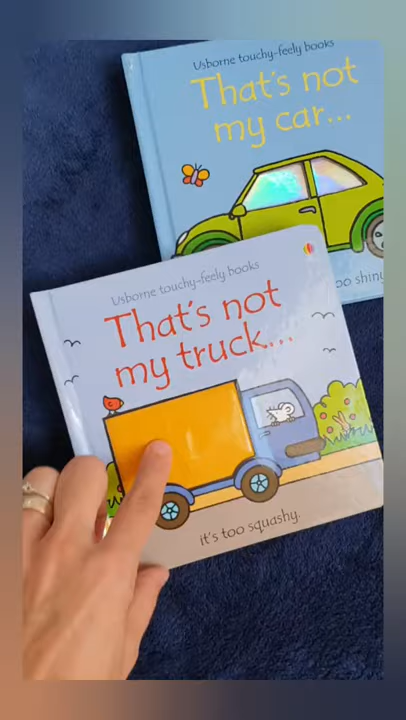 Usborne touchy-feely books
That's not
my car...
too shiny
Usborne touchy-feely books
That's not
my truck...
it's too squashy.